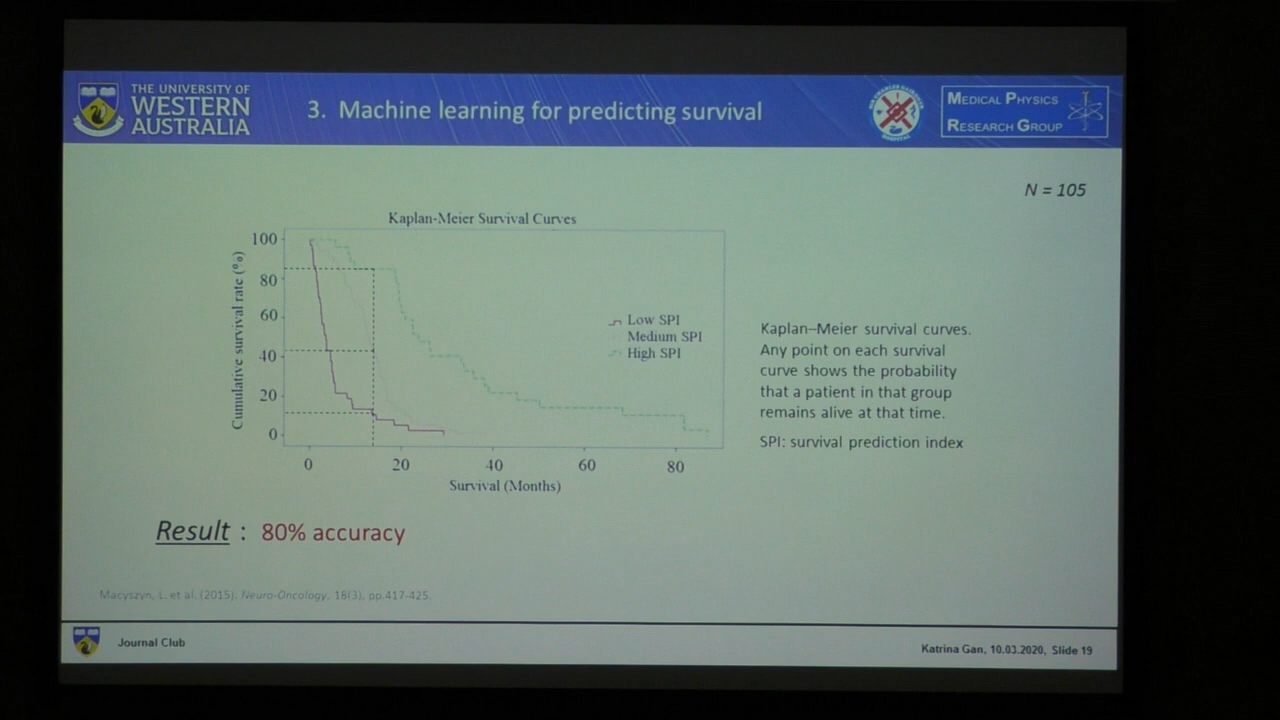 THE UNIVERSITY OF
WESTERN
AUSTRALIA
3. Machine learning for predicting survival
MEDICAL PHYSICS
RESEARCH GROUP
N = 105
Kaplan-Meier Survival Curves
Cumulative survival rate (%)
100
80
60
40
20
0
Low SPI
Medium SPI
High SPI
0 20 40 60 80
Survival (Months)
Kaplan–Meier survival curves.
Any point on each survival
curve shows the probability
that a patient in that group
remains alive at that time.
SPI: survival prediction index
Result : 80% accuracy
Macyszyn, L. et al. (2015). Neuro-Oncology, 18(3), pp.417-425.
Journal Club
Katrina Gan, 10.03.2020, Slide 19